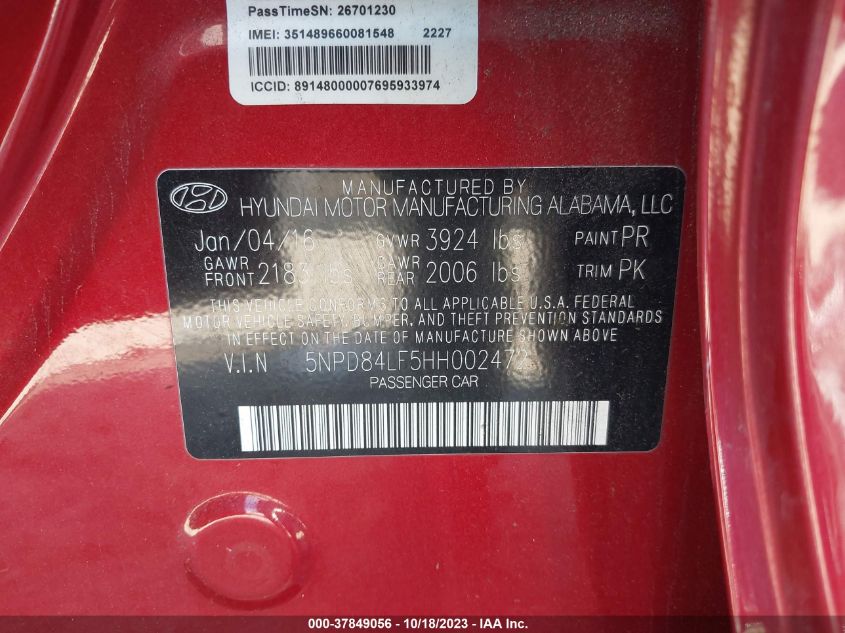 PassTimeSN: 26701230
IMEI: 351489660081548 2227
ICCID: 89148000007695933974
MANUFACTURED BY
HYUNDAI MOTOR MANUFACTURING ALABAMA, LLC
Jan/04/16 GVWR 3924 lbs PAINT PR
GAWR FRONT 2183 lbs GAWR REAR 2006 lbs TRIM PK
THIS VEHICLE CONFORMS TO ALL APPLICABLE U.S.A. FEDERAL
MOTOR VEHICLE SAFETY, BUMPER, AND THEFT PREVENTION STANDARDS
IN EFFECT ON THE DATE OF MANUFACTURE SHOWN ABOVE
V.I.N 5NPD84LF5HH002472
PASSENGER CAR
000-37849056 - 10/18/2023 - IAA Inc.